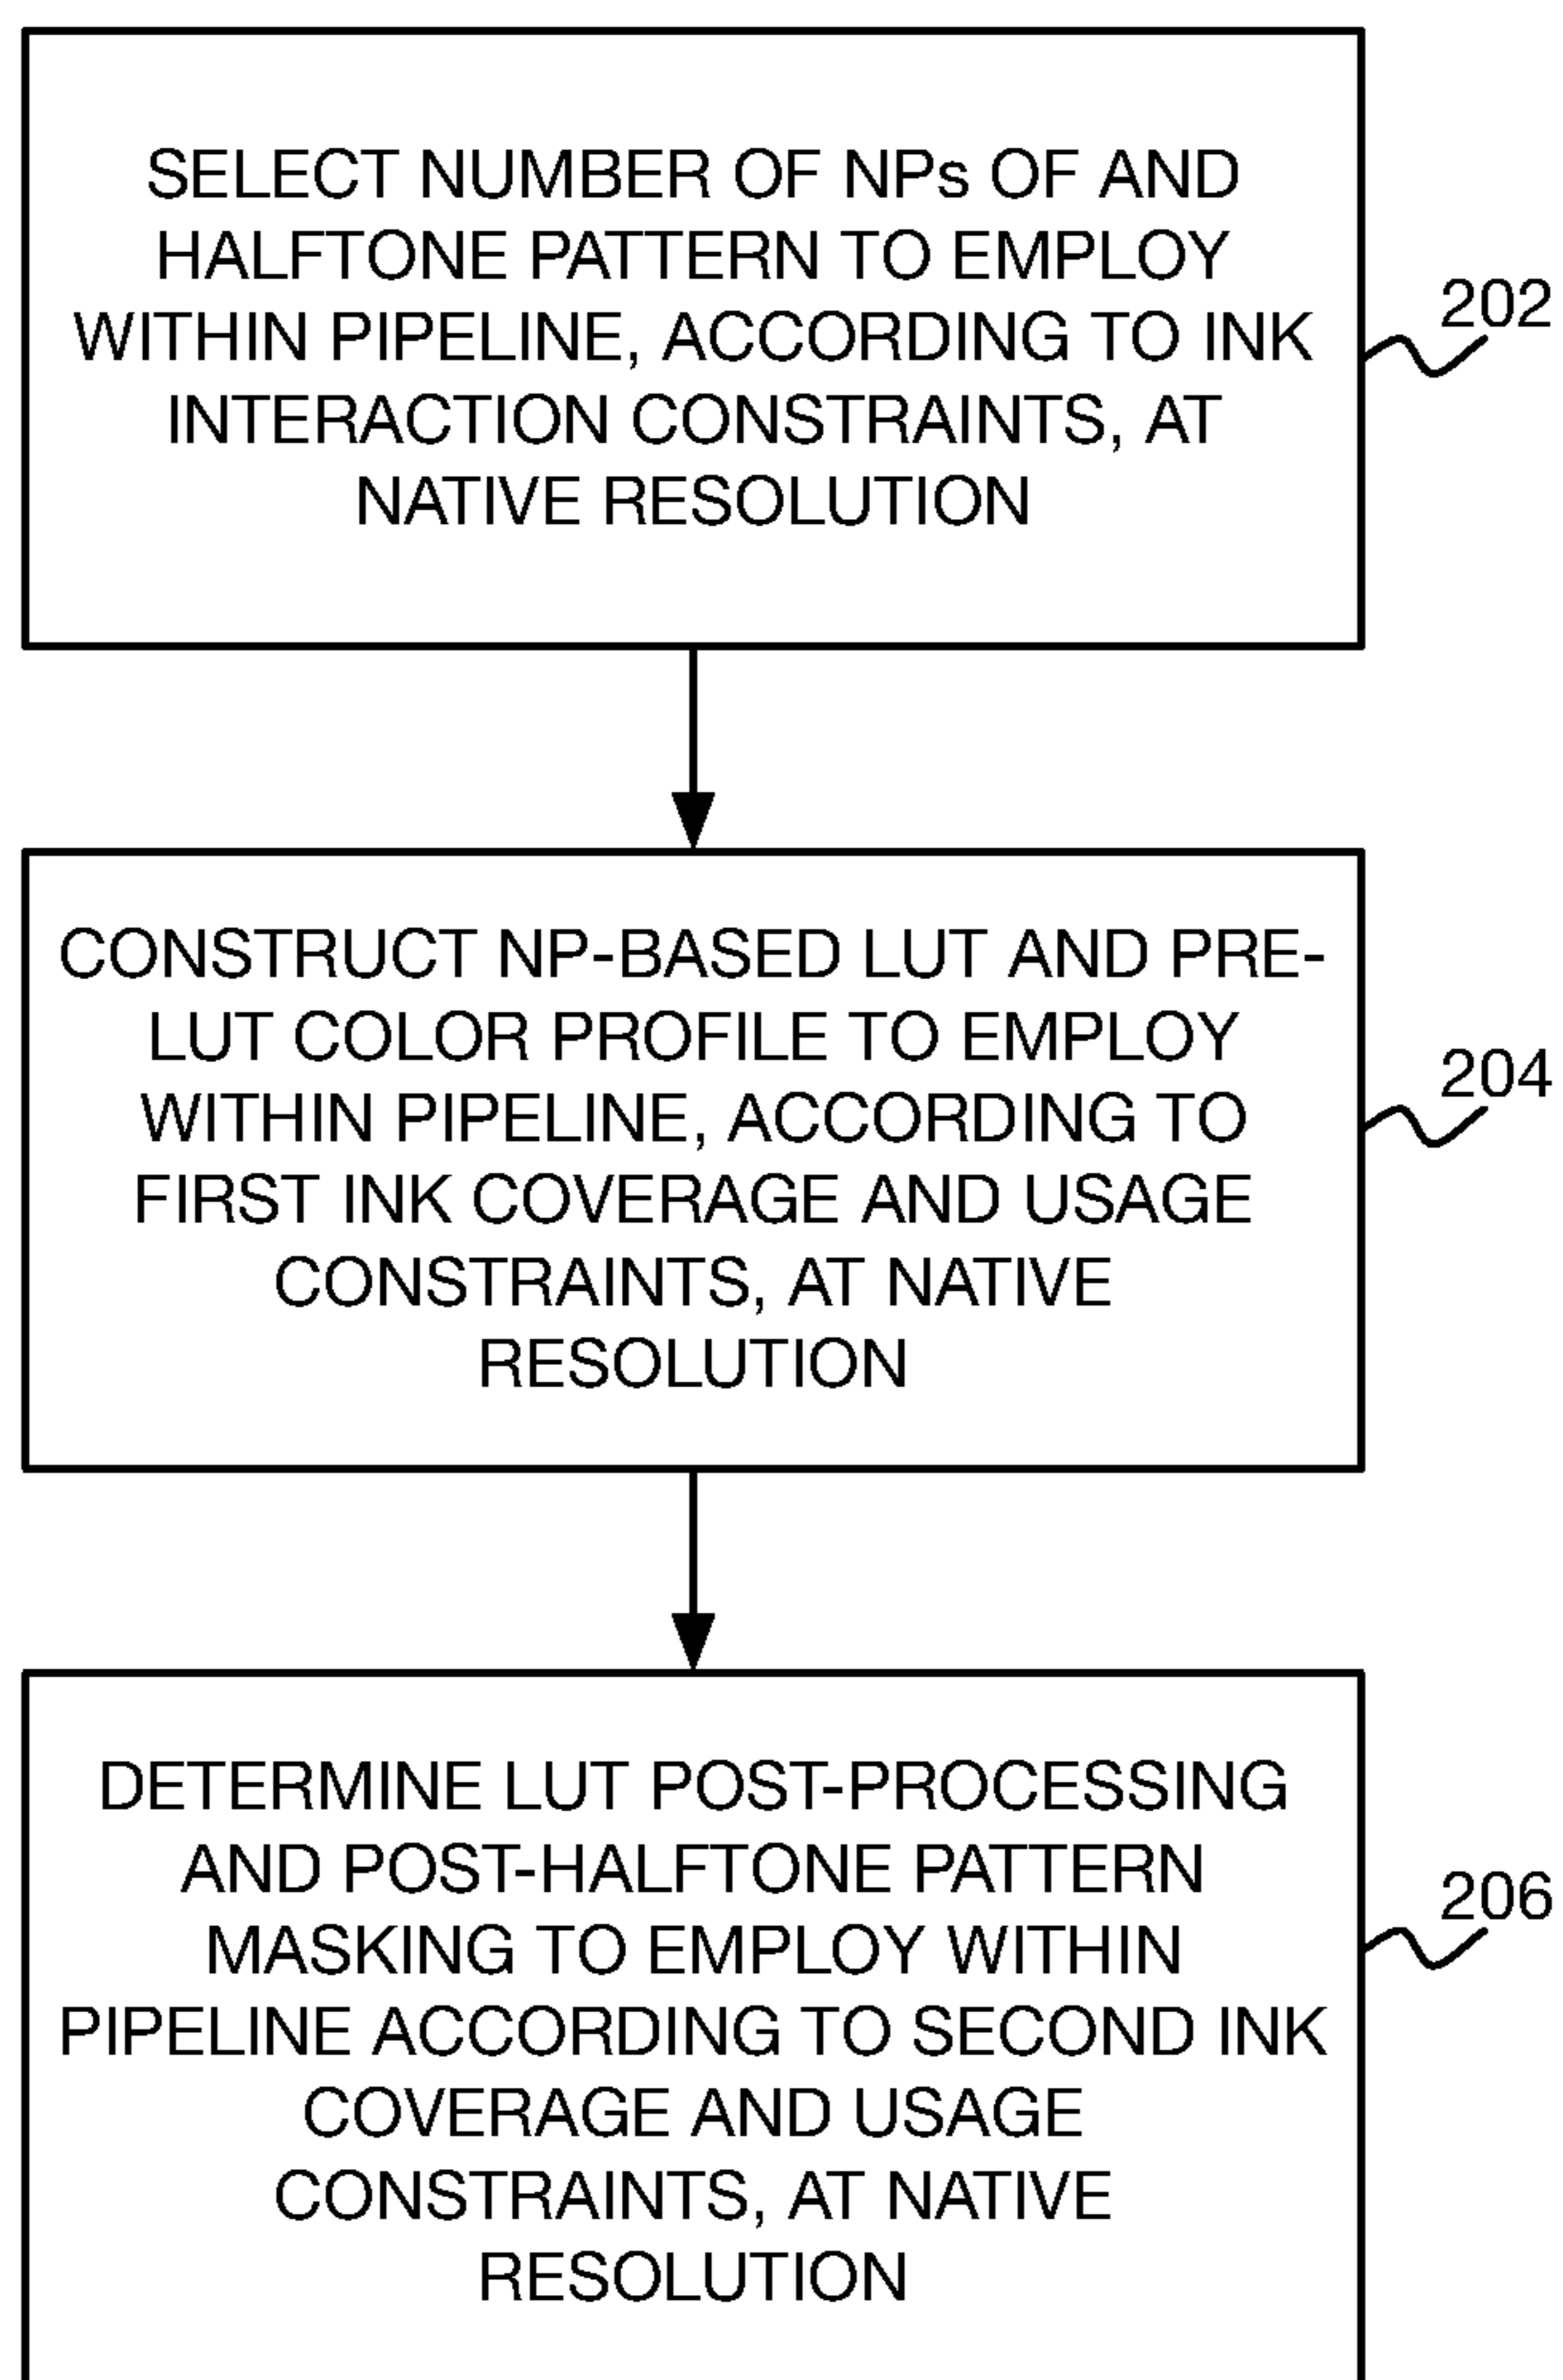 SELECT NUMBER OF NPs OF AND
HALFTONE PATTERN TO EMPLOY
WITHIN PIPELINE, ACCORDING TO INK
INTERACTION CONSTRAINTS, AT
NATIVE RESOLUTION
202
CONSTRUCT NP-BASED LUT AND PRE-
LUT COLOR PROFILE TO EMPLOY
WITHIN PIPELINE, ACCORDING TO
FIRST INK COVERAGE AND USAGE
CONSTRAINTS, AT NATIVE
RESOLUTION
204
DETERMINE LUT POST-PROCESSING
AND POST-HALFTONE PATTERN
MASKING TO EMPLOY WITHIN
PIPELINE ACCORDING TO SECOND INK
COVERAGE AND USAGE
CONSTRAINTS, AT NATIVE
RESOLUTION
206